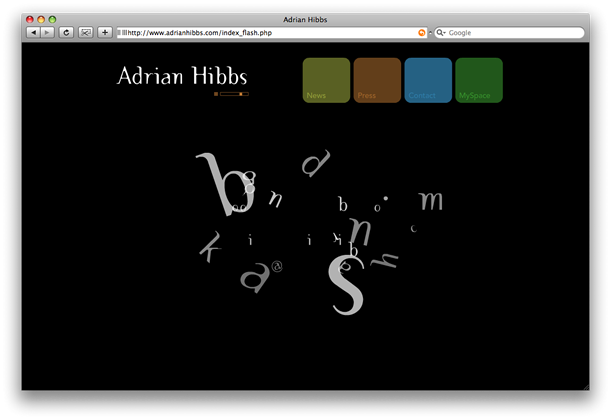 Adrian Hibbs
http://www.adrianhibbs.com/index_flash.php
Google
Adrian Hibbs
News Press Contact MySpace
d
b n b o m
n c
k i i i b h
a @ S